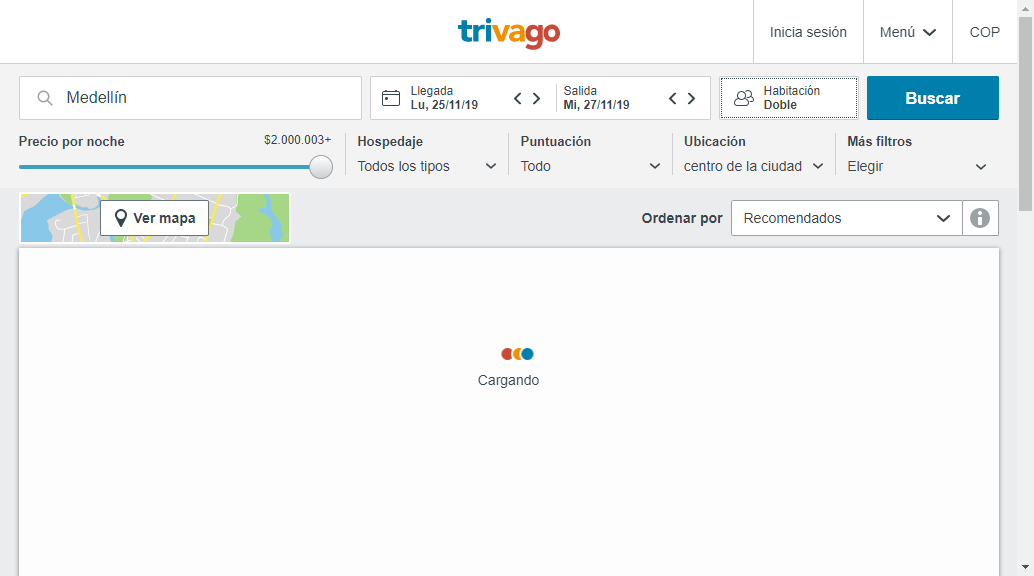 trivago
Inicia sesión
Menú
COP
Medellín
Llegada
Lu, 25/11/19
Salida
Mi, 27/11/19
Habitación
Doble
Buscar
Precio por noche
$2.000.003+
Hospedaje
Todos los tipos
Puntuación
Todo
Ubicación
centro de la ciudad
Más filtros
Elegir
Ver mapa
Ordenar por
Recomendados
Cargando